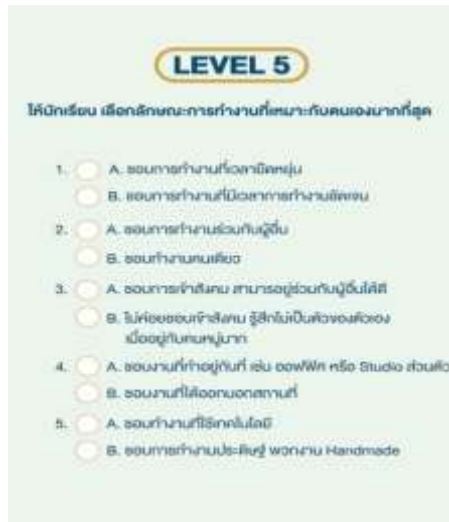 LEVEL 5
ให้นักเรียน เลือกลักษณะการทำงานที่เหมาะกับตนเองมากที่สุด
1. A. ชอบการทำงานที่เวลายืดหยุ่น
B. ชอบการทำงานที่มีเวลาการทำงานชัดเจน
2. A. ชอบการทำงานร่วมกับผู้อื่น
B. ชอบทำงานคนเดียว
3. A. ชอบการเข้าสังคม สามารถอยู่ร่วมกับผู้อื่นได้ดี
B. ไม่ค่อยชอบเข้าสังคม รู้สึกไม่เป็นตัวของตัวเอง
เมื่ออยู่กับคนหมู่มาก
4. A. ชอบงานที่ทำอยู่กับที่ เช่น ออฟฟิศ หรือ Studio ส่วนตัว
B. ชอบงานที่ได้ออกนอกสถานที่
5. A. ชอบทำงานที่ใช้เทคโนโลยี
B. ชอบการทำงานประดิษฐ์ พวกงาน Handmade